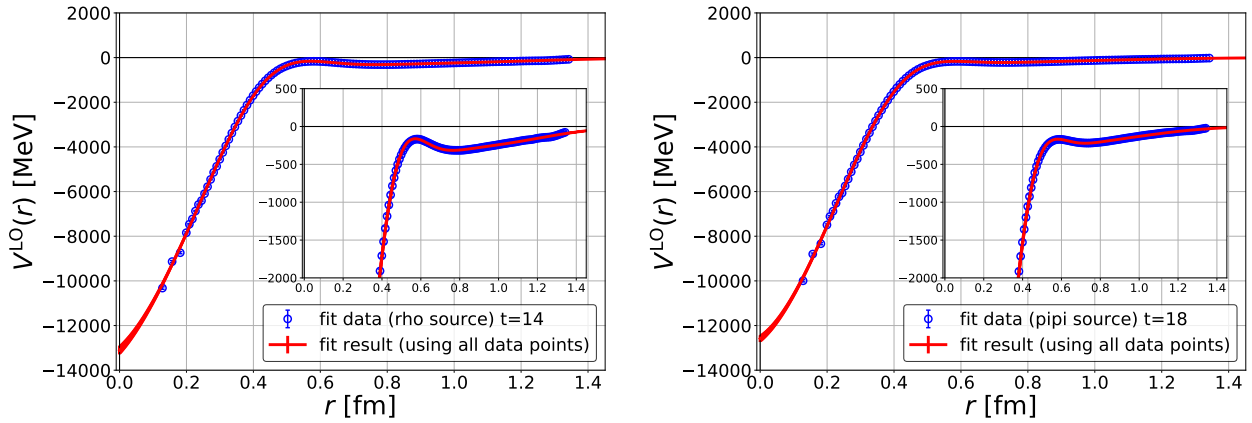 2000
0
−2000
−4000
−6000
−8000
−10000
−12000
−14000
V^LO(r) [MeV]
500
0
−500
−1000
−1500
−2000
0.0 0.2 0.4 0.6 0.8 1.0 1.2 1.4
fit data (rho source) t=14
fit result (using all data points)
0.0 0.2 0.4 0.6 0.8 1.0 1.2 1.4
r [fm]
2000
0
−2000
−4000
−6000
−8000
−10000
−12000
−14000
V^LO(r) [MeV]
500
0
−500
−1000
−1500
−2000
0.0 0.2 0.4 0.6 0.8 1.0 1.2 1.4
fit data (pipi source) t=18
fit result (using all data points)
0.0 0.2 0.4 0.6 0.8 1.0 1.2 1.4
r [fm]